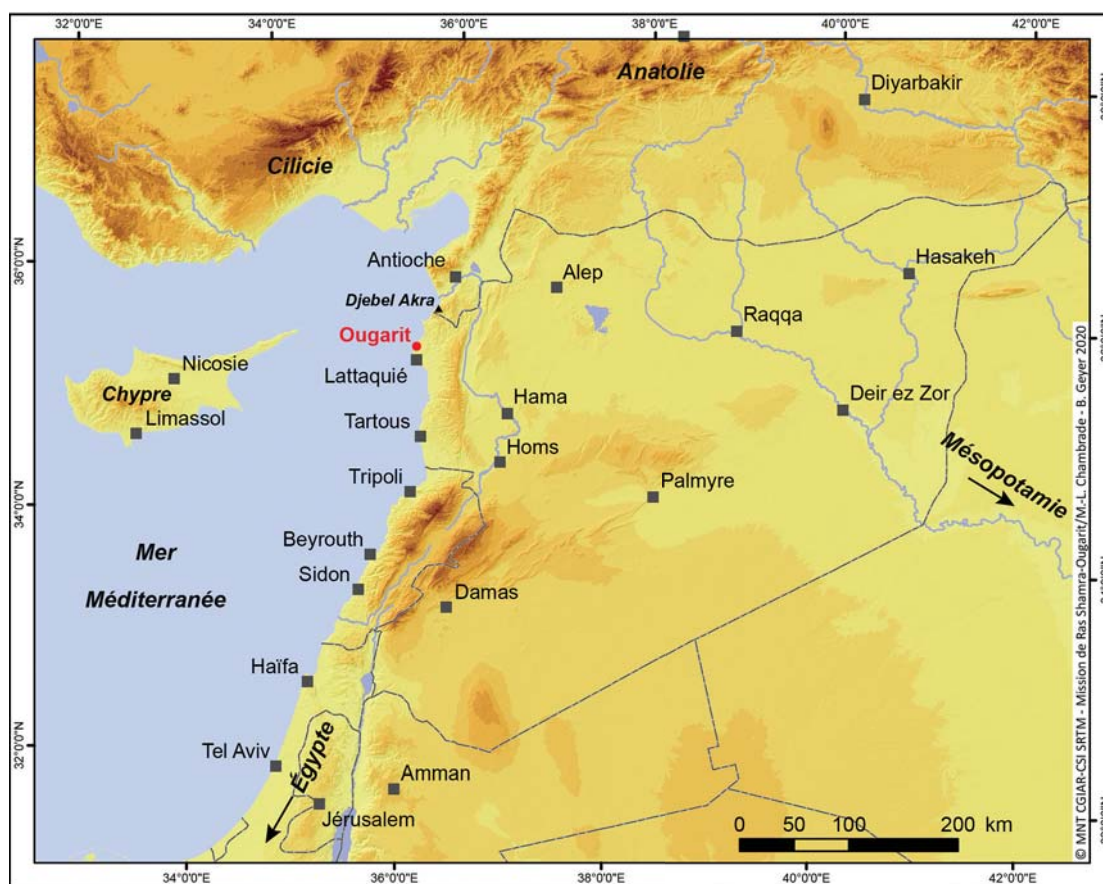 32°0'0"E 34°0'0"E 36°0'0"E 38°0'0"E 40°0'0"E 42°0'0"E
Anatolie
Diyarbakir
Cilicie
36°0'0"N
Antioche
Alep
Hasakeh
Djebel Akra
Raqqa
Ougarit
Nicosie
Lattaquié
Chypre
Hama
Deir ez Zor
Limassol
Tartous
Homs
Mésopotamie
Tripoli
Palmyre
34°0'0"N
Beyrouth
Mer
Méditerranée
Sidon
Damas
Haïfa
32°0'0"N
Tel Aviv
Égypte
Amman
Jérusalem
0 50 100 200 km
34°0'0"E 36°0'0"E 38°0'0"E 40°0'0"E 42°0'0"E
© MNT CGIAR-CSI SRTM - Mission de Ras Shamra-Ougarit/M.-L. Chambrade - B. Geyer 2020